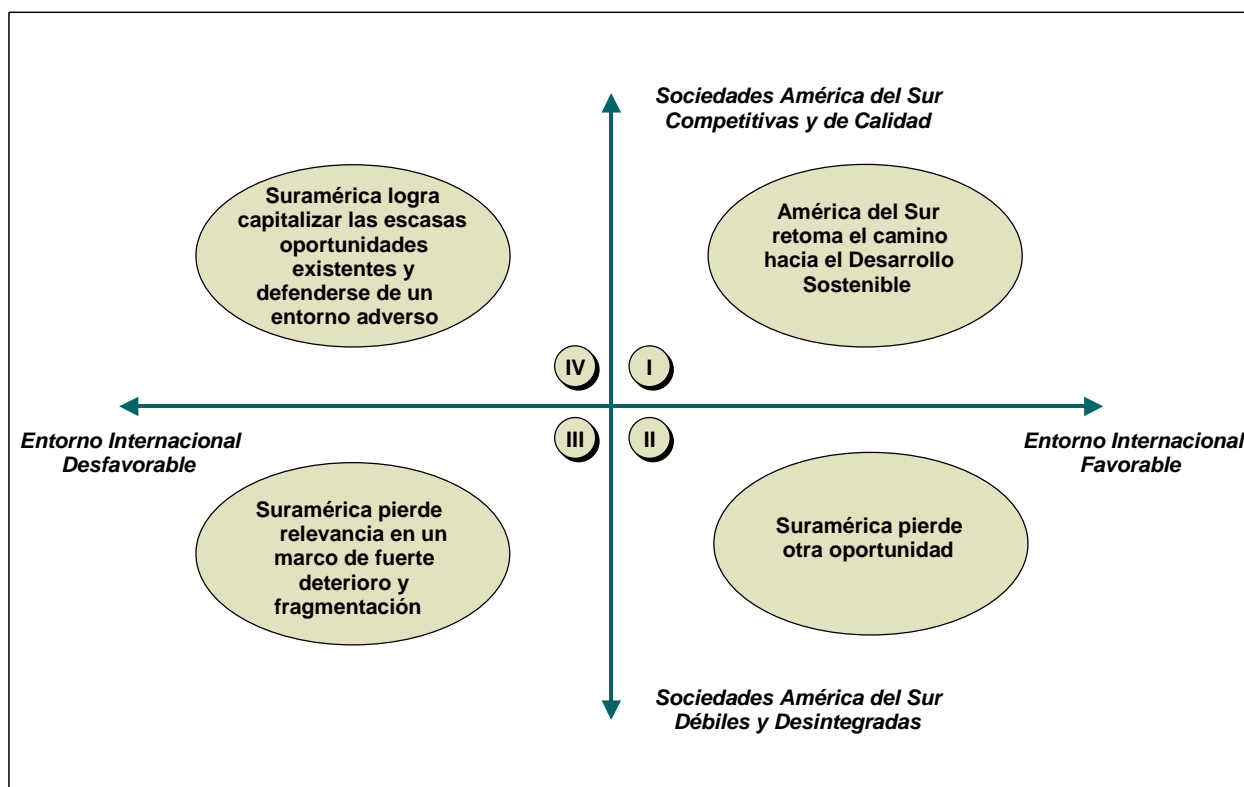 Sociedades América del Sur
Competitivas y de Calidad
Suramérica logra
capitalizar las escasas
oportunidades
existentes y
defenderse de un
entorno adverso
América del Sur
retoma el camino
hacia el Desarrollo
Sostenible
IV
I
Entorno Internacional
Desfavorable
III
II
Entorno Internacional
Favorable
Suramérica pierde
relevancia en un
marco de fuerte
deterioro y
fragmentación
Suramérica pierde
otra oportunidad
Sociedades América del Sur
Débiles y Desintegradas